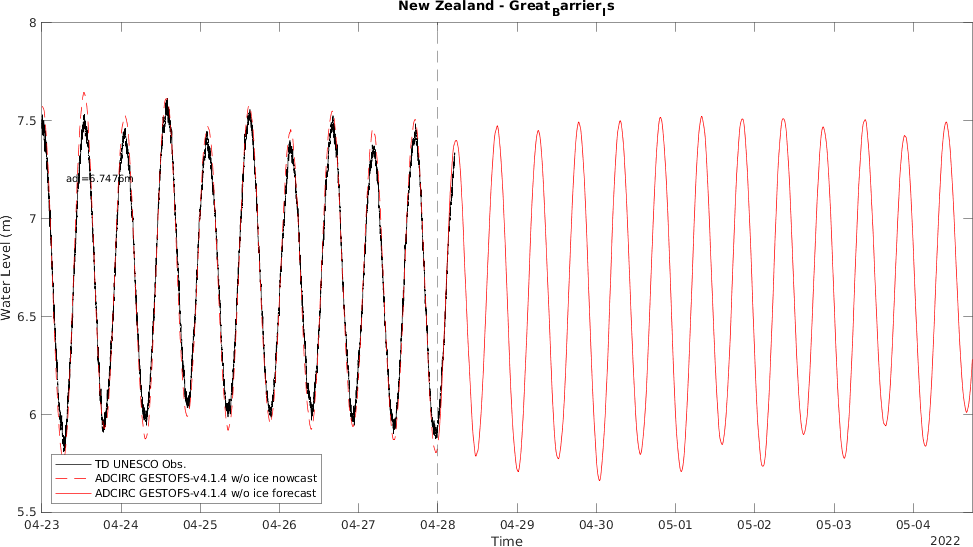 New Zealand - GreatBarrierIs
8
7.5
adj=6.7476m
7
6.5
6
5.5
Water Level (m)
TD UNESCO Obs.
ADCIRC GESTOFS-v4.1.4 w/o ice nowcast
ADCIRC GESTOFS-v4.1.4 w/o ice forecast
04-23 04-24 04-25 04-26 04-27 04-28 04-29 04-30 05-01 05-02 05-03 05-04
Time
2022